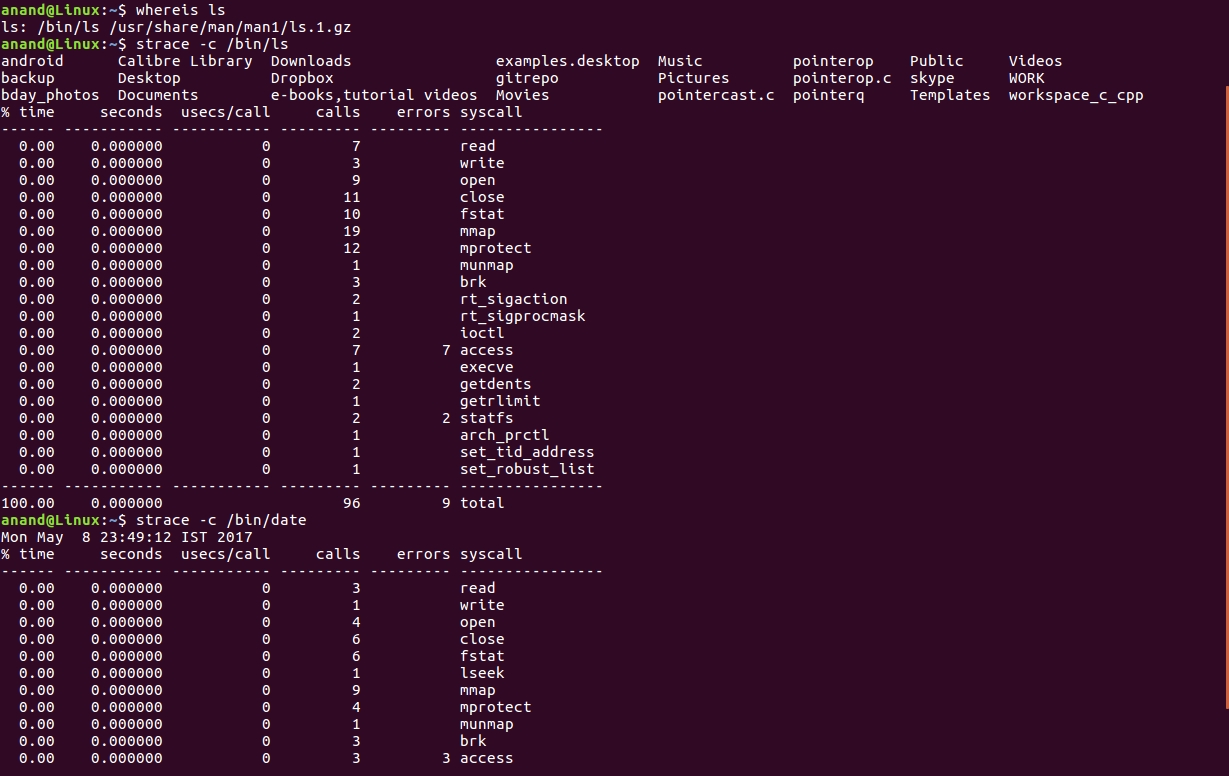 anand@Linux:~$ whereis ls
ls: /bin/ls /usr/share/man/man1/ls.1.gz
anand@Linux:~$ strace -c /bin/ls
android      Calibre Library  Downloads                examples.desktop  Music          pointerop    Public     Videos
backup       Desktop          Dropbox                  gitrepo           Pictures       pointerop.c  skype      WORK
bday_photos  Documents        e-books,tutorial videos  Movies            pointercast.c  pointerq     Templates  workspace_c_cpp
% time     seconds  usecs/call     calls    errors syscall
------ ----------- ----------- --------- --------- ----------------
  0.00    0.000000           0         7           read
  0.00    0.000000           0         3           write
  0.00    0.000000           0         9           open
  0.00    0.000000           0        11           close
  0.00    0.000000           0        10           fstat
  0.00    0.000000           0        19           mmap
  0.00    0.000000           0        12           mprotect
  0.00    0.000000           0         1           munmap
  0.00    0.000000           0         3           brk
  0.00    0.000000           0         2           rt_sigaction
  0.00    0.000000           0         1           rt_sigprocmask
  0.00    0.000000           0         2           ioctl
  0.00    0.000000           0         7         7 access
  0.00    0.000000           0         1           execve
  0.00    0.000000           0         2           getdents
  0.00    0.000000           0         1           getrlimit
  0.00    0.000000           0         2         2 statfs
  0.00    0.000000           0         1           arch_prctl
  0.00    0.000000           0         1           set_tid_address
  0.00    0.000000           0         1           set_robust_list
------ ----------- ----------- --------- --------- ----------------
100.00    0.000000                    96         9 total
anand@Linux:~$ strace -c /bin/date
Mon May  8 23:49:12 IST 2017
% time     seconds  usecs/call     calls    errors syscall
------ ----------- ----------- --------- --------- ----------------
  0.00    0.000000           0         3           read
  0.00    0.000000           0         1           write
  0.00    0.000000           0         4           open
  0.00    0.000000           0         6           close
  0.00    0.000000           0         6           fstat
  0.00    0.000000           0         1           lseek
  0.00    0.000000           0         9           mmap
  0.00    0.000000           0         4           mprotect
  0.00    0.000000           0         1           munmap
  0.00    0.000000           0         3           brk
  0.00    0.000000           0         3         3 access